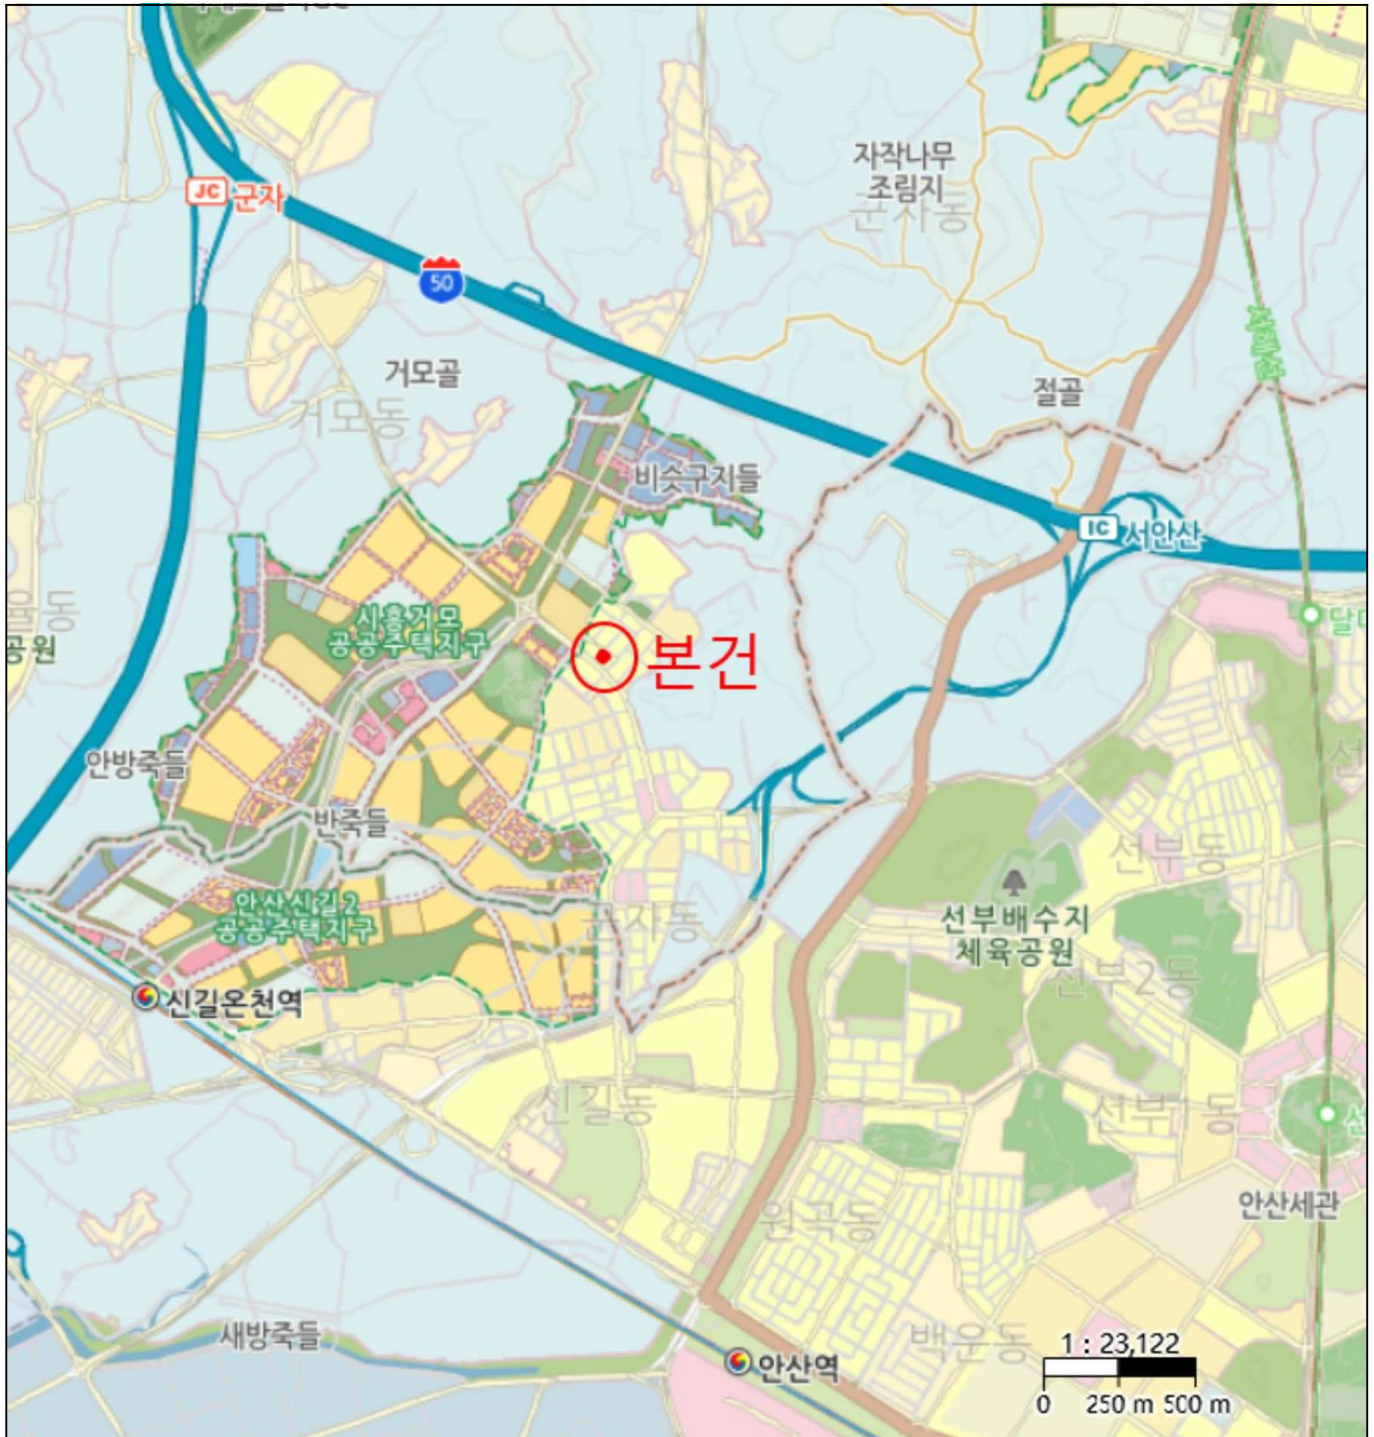 자작나무
조림지
군자동
JC 군자
50
거모골
거모동
절골
비슷구지들
IC 서안산
시흥거모
공공주택지구
본건
공원
안방죽들
반죽들
선부동
안산신길2
공공주택지구
군자동
선부배수지
체육공원
선부2동
신길온천역
신길동
선부1동
안산세관
원곡동
새방죽들
백운동
1 : 23,122
안산역
0 250 m 500 m